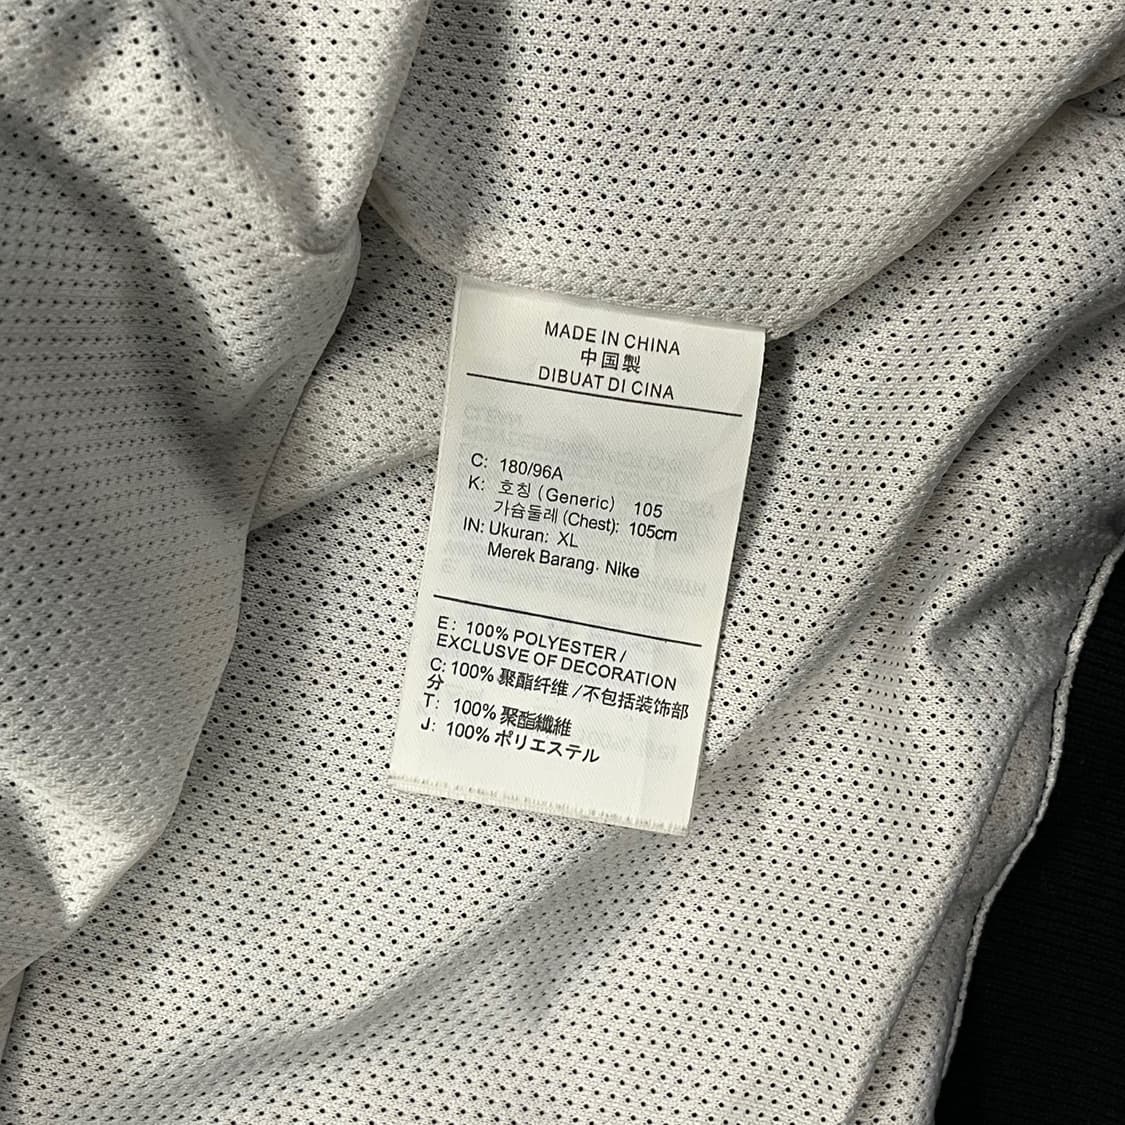 MADE IN CHINA
中国製
DIBUAT DI CINA
C: 180/96A
K: 호칭 (Generic) 105
가슴둘레 (Chest): 105cm
IN: Ukuran: XL
Merek Barang. Nike
E: 100% POLYESTER /
EXCLUSVE OF DECORATION
C: 100% 聚酯纤维 /不包括装饰部
分
T: 100% 聚酯纖維
J: 100% ポリエステル